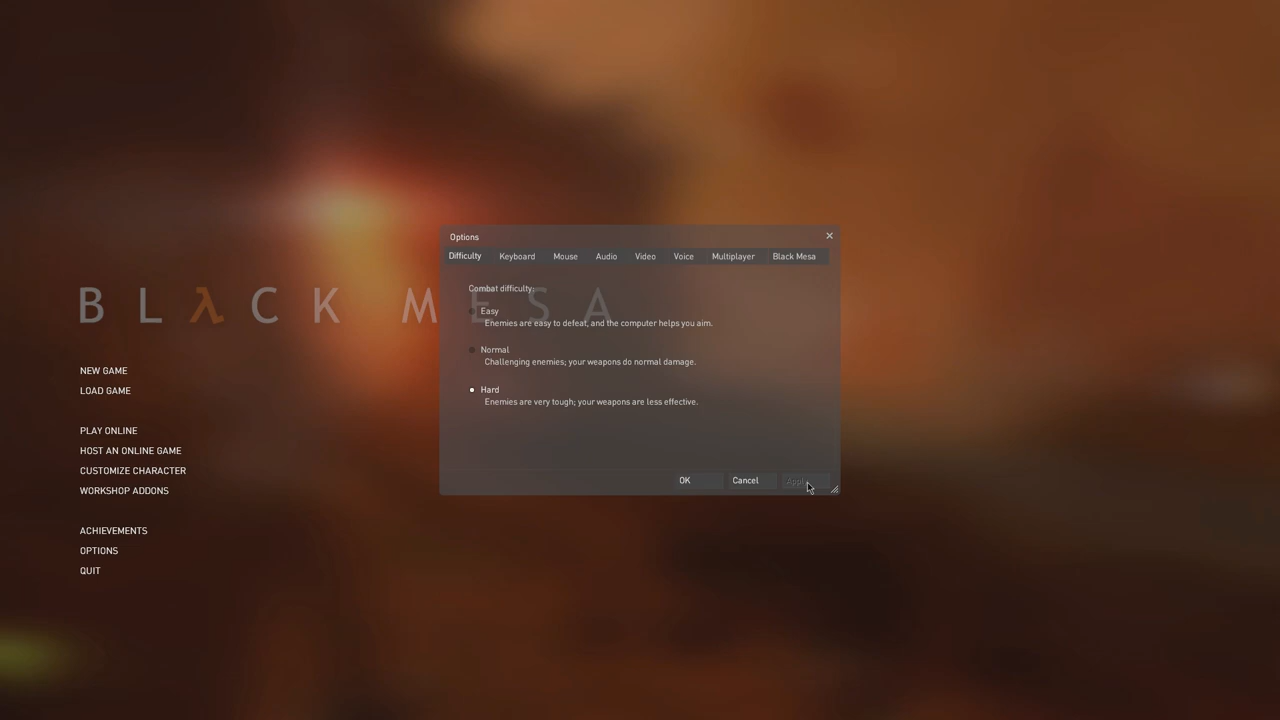 Options
Difficulty Keyboard Mouse Audio Video Voice Multiplayer Black Mesa
Combat difficulty:
BLλCK MESA
Easy
Enemies are easy to defeat, and the computer helps you aim.
Normal
Challenging enemies; your weapons do normal damage.
Hard
Enemies are very tough; your weapons are less effective.
OK Cancel Apply
NEW GAME
LOAD GAME
PLAY ONLINE
HOST AN ONLINE GAME
CUSTOMIZE CHARACTER
WORKSHOP ADDONS
ACHIEVEMENTS
OPTIONS
QUIT